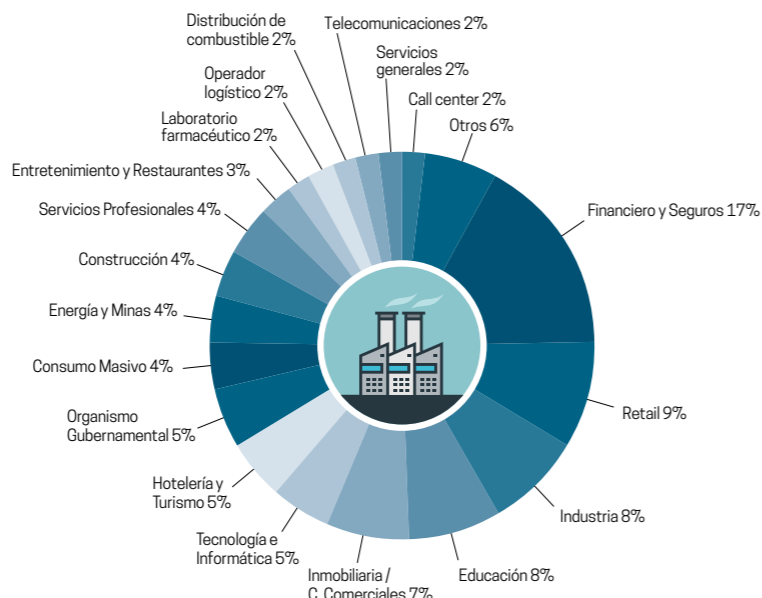 Distribución de
combustible 2%
Telecomunicaciones 2%
Servicios
generales 2%
Operador
logístico 2%
Call center 2%
Laboratorio
farmacéutico 2%
Otros 6%
Entretenimiento y Restaurantes 3%
Servicios Profesionales 4%
Financiero y Seguros 17%
Construcción 4%
Energía y Minas 4%
Consumo Masivo 4%
Organismo
Gubernamental 5%
Retail 9%
Hotelería y
Turismo 5%
Industria 8%
Tecnología e
Informática 5%
Inmobiliaria /
C. Comerciales 7%
Educación 8%